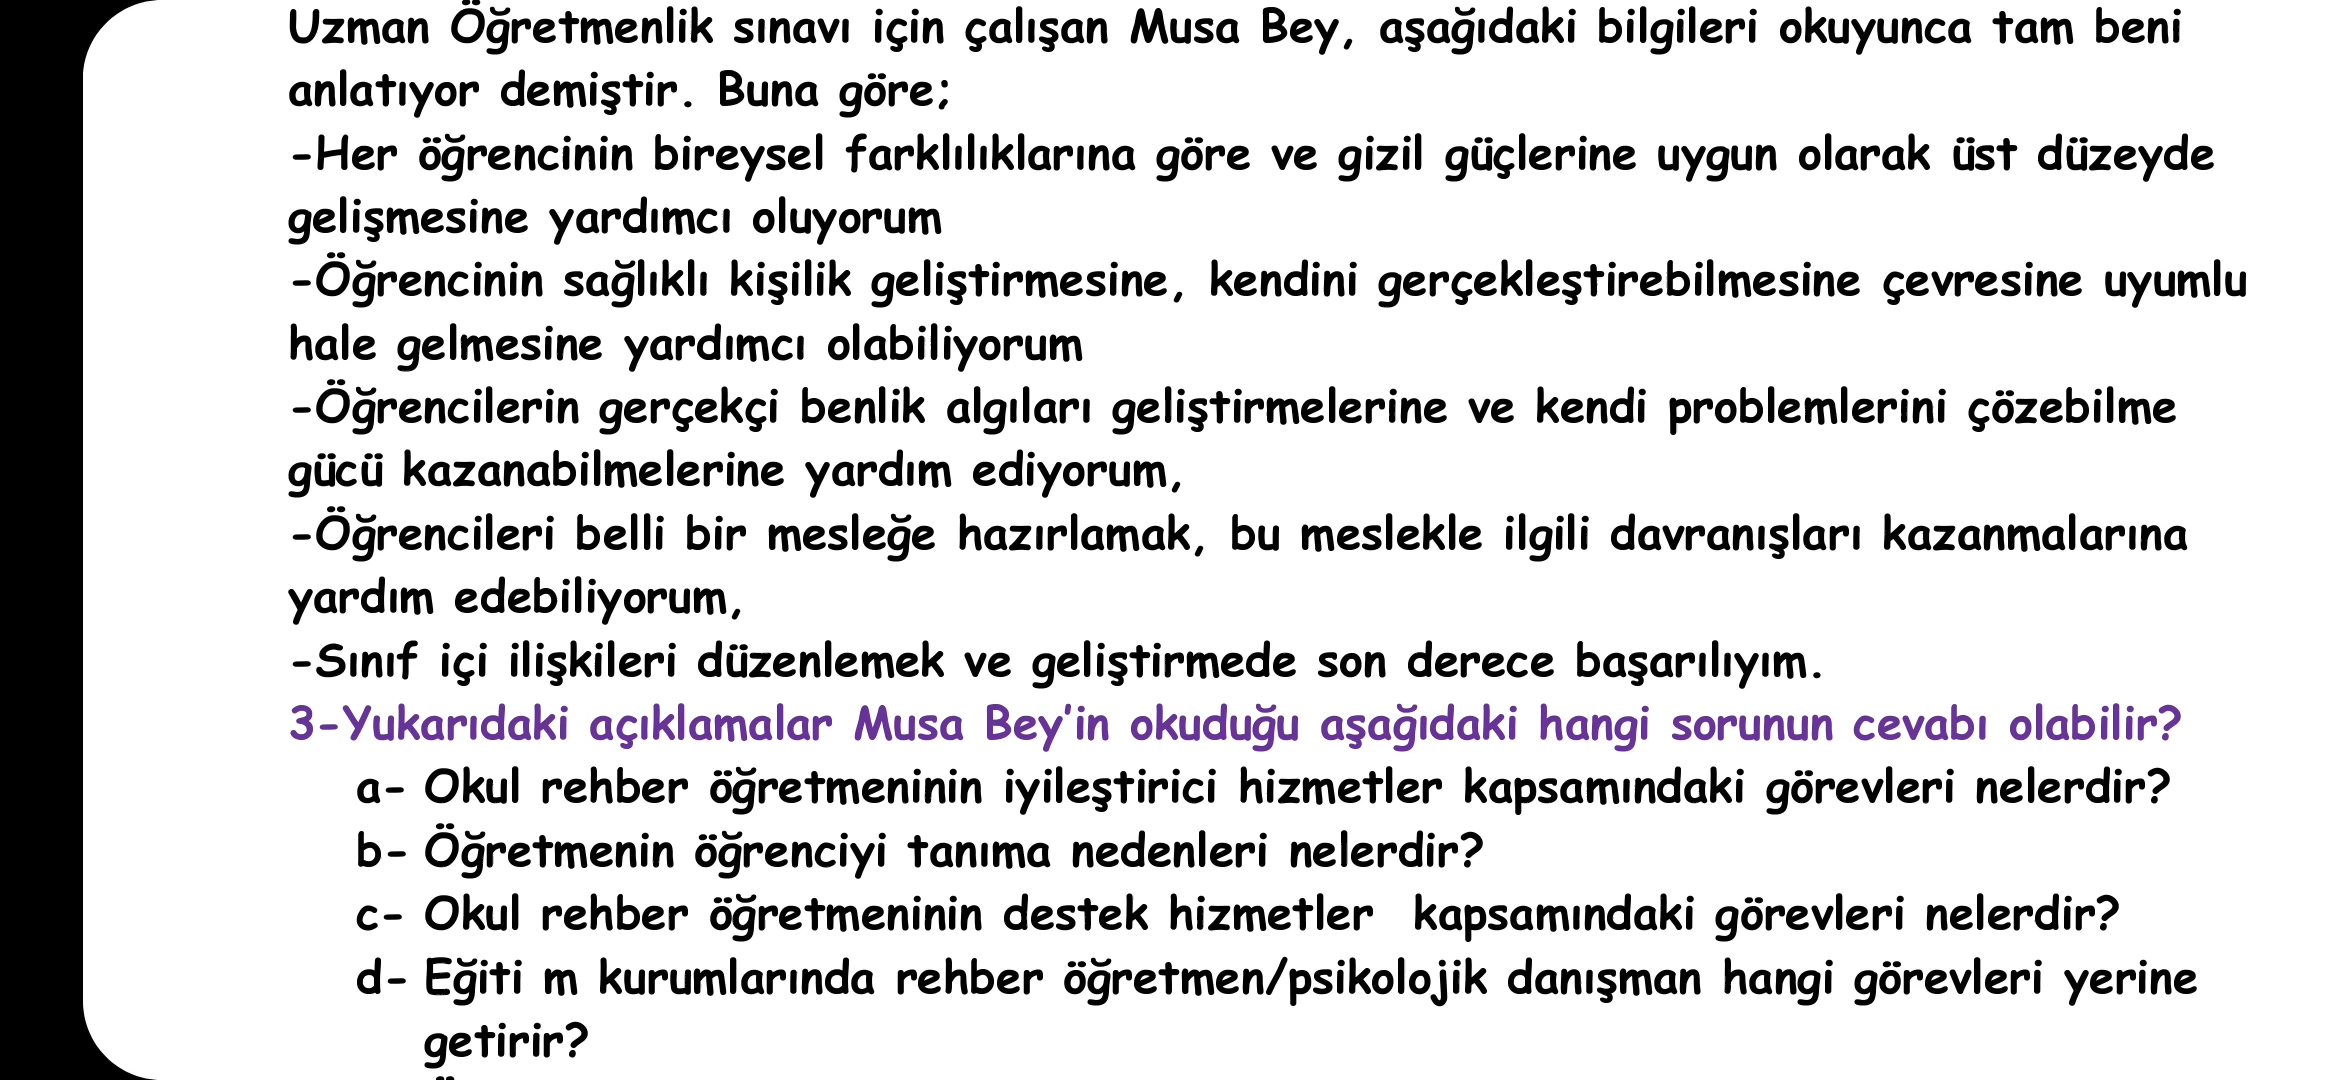 Uzman Öğretmenlik sınavı için çalışan Musa Bey, aşağıdaki bilgileri okuyunca tam beni
anlatıyor demiştir. Buna göre;
-Her öğrencinin bireysel farklılıklarına göre ve gizil güçlerine uygun olarak üst düzeyde
gelişmesine yardımcı oluyorum
-Öğrencinin sağlıklı kişilik geliştirmesine, kendini gerçekleştirebilmesine çevresine uyumlu
hale gelmesine yardımcı olabiliyorum
-Öğrencilerin gerçekçi benlik algıları geliştirmelerine ve kendi problemlerini çözebilme
gücü kazanabilmelerine yardım ediyorum,
-Öğrencileri belli bir mesleğe hazırlamak, bu meslekle ilgili davranışları kazanmalarına
yardım edebiliyorum,
-Sınıf içi ilişkileri düzenlemek ve geliştirmede son derece başarılıyım.
3-Yukarıdaki açıklamalar Musa Bey'in okuduğu aşağıdaki hangi sorunun cevabı olabilir?
a- Okul rehber öğretmeninin iyileştirici hizmetler kapsamındaki görevleri nelerdir?
b- Öğretmenin öğrenciyi tanıma nedenleri nelerdir?
c- Okul rehber öğretmeninin destek hizmetler  kapsamındaki görevleri nelerdir?
d- Eğiti m kurumlarında rehber öğretmen/psikolojik danışman hangi görevleri yerine
getirir?